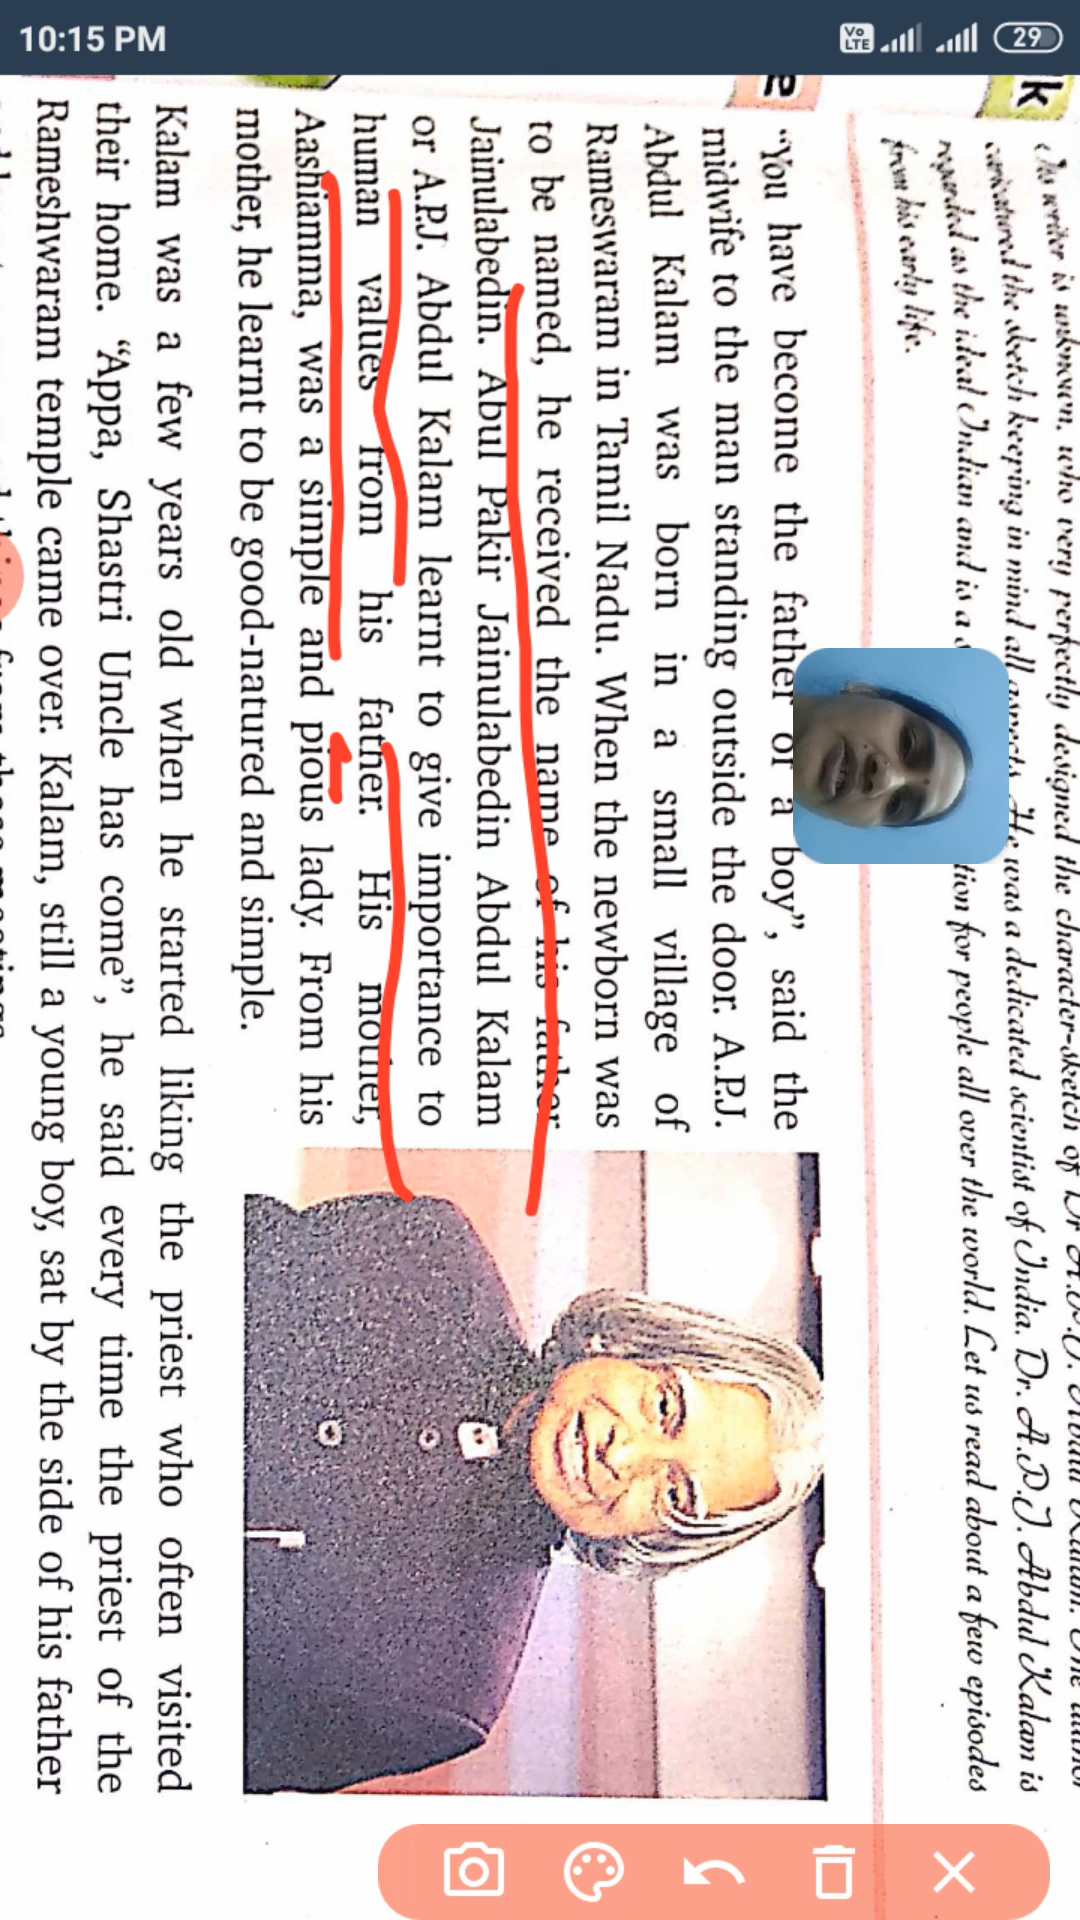 10:15 PM
Vo
LTE
29
k
e
The writer is unknown, who very perfectly designed the character-sketch of Dr A.P.J. Abdul Kalam. The author
caricatured the sketch keeping in mind all aspects. He was a dedicated scientist of India. Dr. A.P.J. Abdul Kalam is
regarded as the ideal Indian and is a tion for people all over the world. Let us read about a few episodes
from his early life.
"You have become the father of a boy", said the
midwife to the man standing outside the door. A.P.J.
Abdul Kalam was born in a small village of
Rameswaram in Tamil Nadu. When the newborn was
to be named, he received the name of his father
Jainulabedin. Abul Pakir Jainulabedin Abdul Kalam
or A.P.J. Abdul Kalam learnt to give importance to
human values from his father. His mother,
Aashiamma, was a simple and pious lady. From his
mother, he learnt to be good-natured and simple.
Kalam was a few years old when he started liking the priest who often visited
their home. "Appa, Shastri Uncle has come", he said every time the priest of the
Rameshwaram temple came over. Kalam, still a young boy, sat by the side of his father